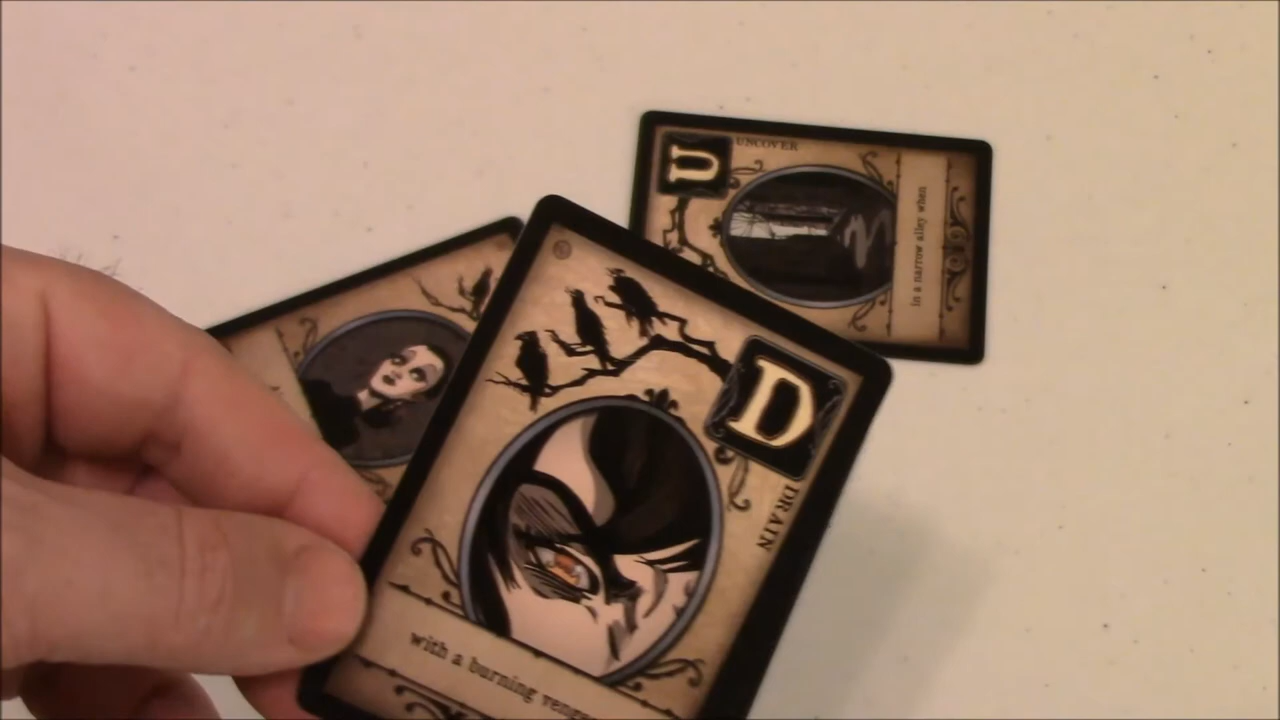 U
UNCOVER
in a narrow alley when
D
DRAIN
with a burning